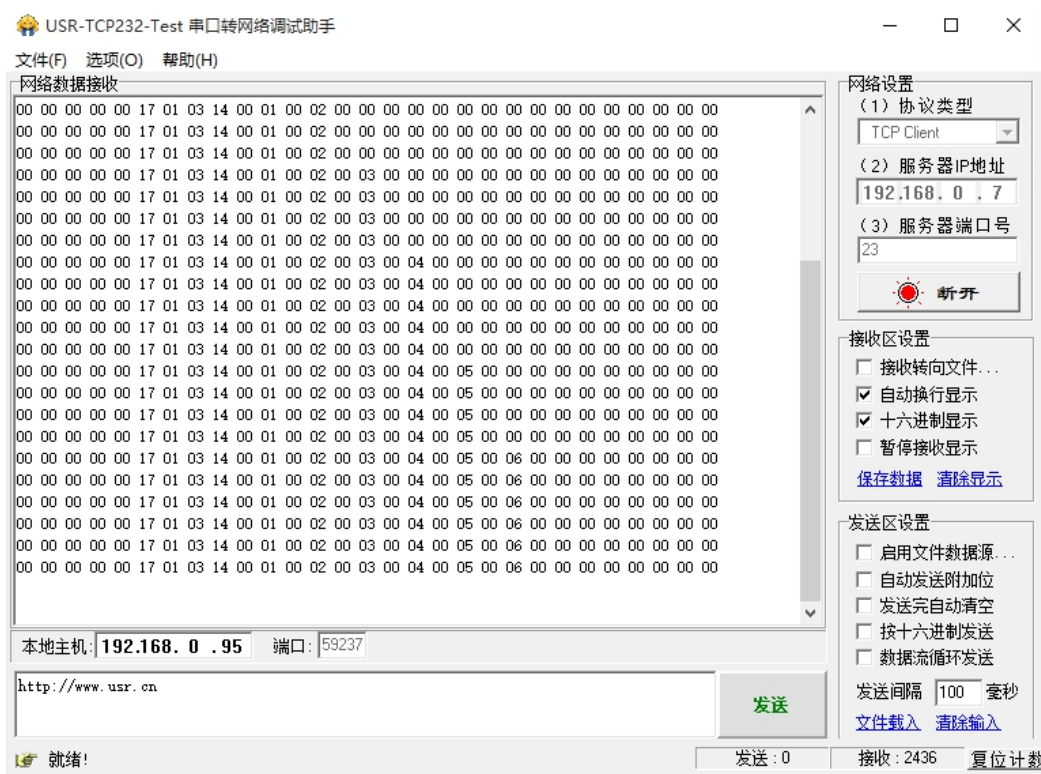 USR-TCP232-Test 串口转网络调试助手
文件(F) 选项(O) 帮助(H)
网络数据接收
00 00 00 00 00 17 01 03 14 00 01 00 02 00 00 00 00 00 00 00 00 00 00 00 00 00 00 00 00
00 00 00 00 00 17 01 03 14 00 01 00 02 00 00 00 00 00 00 00 00 00 00 00 00 00 00 00 00
00 00 00 00 00 17 01 03 14 00 01 00 02 00 00 00 00 00 00 00 00 00 00 00 00 00 00 00 00
00 00 00 00 00 17 01 03 14 00 01 00 02 00 03 00 00 00 00 00 00 00 00 00 00 00 00 00 00
00 00 00 00 00 17 01 03 14 00 01 00 02 00 03 00 00 00 00 00 00 00 00 00 00 00 00 00 00
00 00 00 00 00 17 01 03 14 00 01 00 02 00 03 00 00 00 00 00 00 00 00 00 00 00 00 00 00
00 00 00 00 00 17 01 03 14 00 01 00 02 00 03 00 00 00 00 00 00 00 00 00 00 00 00 00 00
00 00 00 00 00 17 01 03 14 00 01 00 02 00 03 00 04 00 00 00 00 00 00 00 00 00 00 00 00
00 00 00 00 00 17 01 03 14 00 01 00 02 00 03 00 04 00 00 00 00 00 00 00 00 00 00 00 00
00 00 00 00 00 17 01 03 14 00 01 00 02 00 03 00 04 00 00 00 00 00 00 00 00 00 00 00 00
00 00 00 00 00 17 01 03 14 00 01 00 02 00 03 00 04 00 00 00 00 00 00 00 00 00 00 00 00
00 00 00 00 00 17 01 03 14 00 01 00 02 00 03 00 04 00 00 00 00 00 00 00 00 00 00 00 00
00 00 00 00 00 17 01 03 14 00 01 00 02 00 03 00 04 00 05 00 00 00 00 00 00 00 00 00 00
00 00 00 00 00 17 01 03 14 00 01 00 02 00 03 00 04 00 05 00 00 00 00 00 00 00 00 00 00
00 00 00 00 00 17 01 03 14 00 01 00 02 00 03 00 04 00 05 00 00 00 00 00 00 00 00 00 00
00 00 00 00 00 17 01 03 14 00 01 00 02 00 03 00 04 00 05 00 00 00 00 00 00 00 00 00 00
00 00 00 00 00 17 01 03 14 00 01 00 02 00 03 00 04 00 05 00 06 00 00 00 00 00 00 00 00
00 00 00 00 00 17 01 03 14 00 01 00 02 00 03 00 04 00 05 00 06 00 00 00 00 00 00 00 00
00 00 00 00 00 17 01 03 14 00 01 00 02 00 03 00 04 00 05 00 06 00 00 00 00 00 00 00 00
00 00 00 00 00 17 01 03 14 00 01 00 02 00 03 00 04 00 05 00 06 00 00 00 00 00 00 00 00
00 00 00 00 00 17 01 03 14 00 01 00 02 00 03 00 04 00 05 00 06 00 00 00 00 00 00 00 00
00 00 00 00 00 17 01 03 14 00 01 00 02 00 03 00 04 00 05 00 06 00 00 00 00 00 00 00 00
本地主机: 192.168. 0 .95 端口: 59237
http://www.usr.cn
发送
网络设置
（1）协议类型
TCP Client
（2）服务器IP地址
192.168. 0 . 7
（3）服务器端口号
23
断开
接收区设置
接收转向文件...
自动换行显示
十六进制显示
暂停接收显示
保存数据 清除显示
发送区设置
启用文件数据源...
自动发送附加位
发送完自动清空
按十六进制发送
数据流循环发送
发送间隔 100 毫秒
文件载入 清除输入
就绪!
发送 : 0
接收 : 2436
复位计数